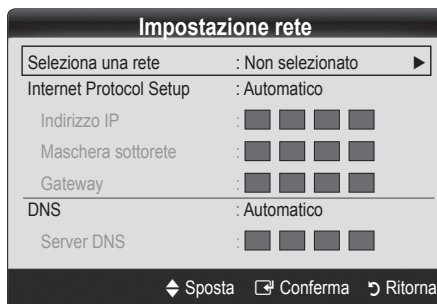 Impostazione rete
Seleziona una rete : Non selezionato ▶
Internet Protocol Setup : Automatico
Indirizzo IP :
Maschera sottorete :
Gateway :
DNS : Automatico
Server DNS :
Sposta Conferma Ritorna